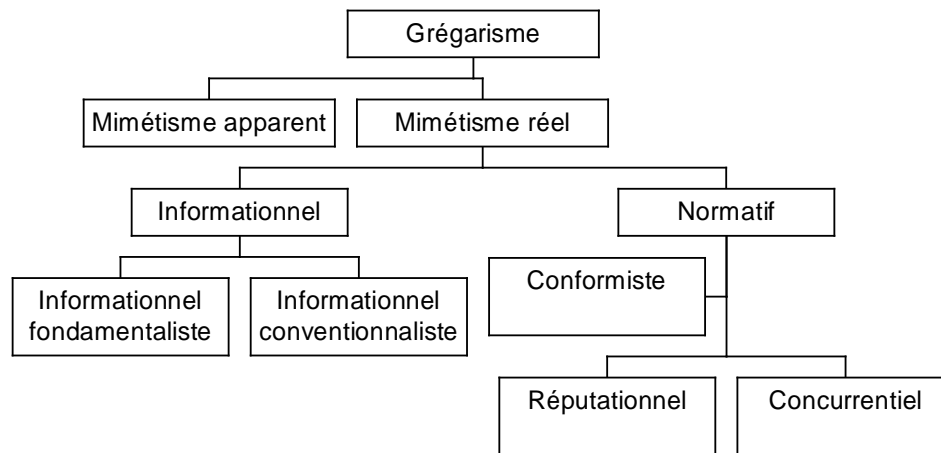 Grégarisme
Mimétisme apparent
Mimétisme réel
Informationnel
Normatif
Informationnel
fondamentaliste
Informationnel
conventionnaliste
Conformiste
Réputationnel
Concurrentiel